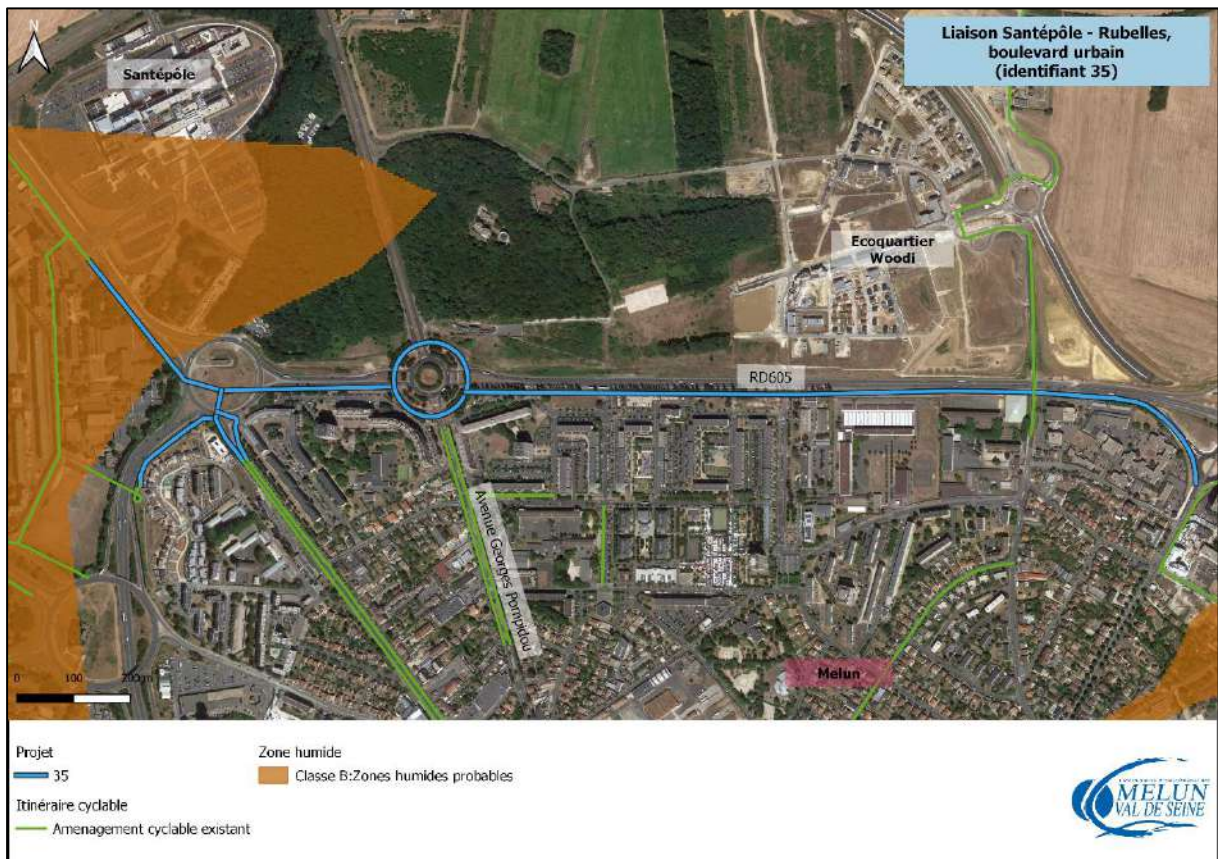 N
Santépôle
Liaison Santépôle - Rubelles,
boulevard urbain
(identifiant 35)
Ecoquartier
Woodi
RD605
Avenue Georges Pompidou
Melun
0 100 200m
Projet
35
Itinéraire cyclable
Amenagement cyclable existant
Zone humide
Classe B:Zones humides probables
MELUN
VAL DE SEINE